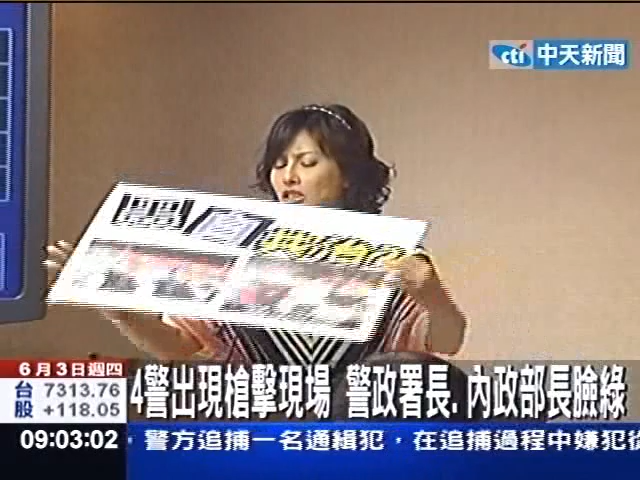 cti 中天新聞
6月3日週四
台股 7313.76
+118.05
4警出現槍擊現場 警政署長.內政部長臉綠
09:03:02
，警方追捕一名通緝犯，在追捕過程中嫌犯從